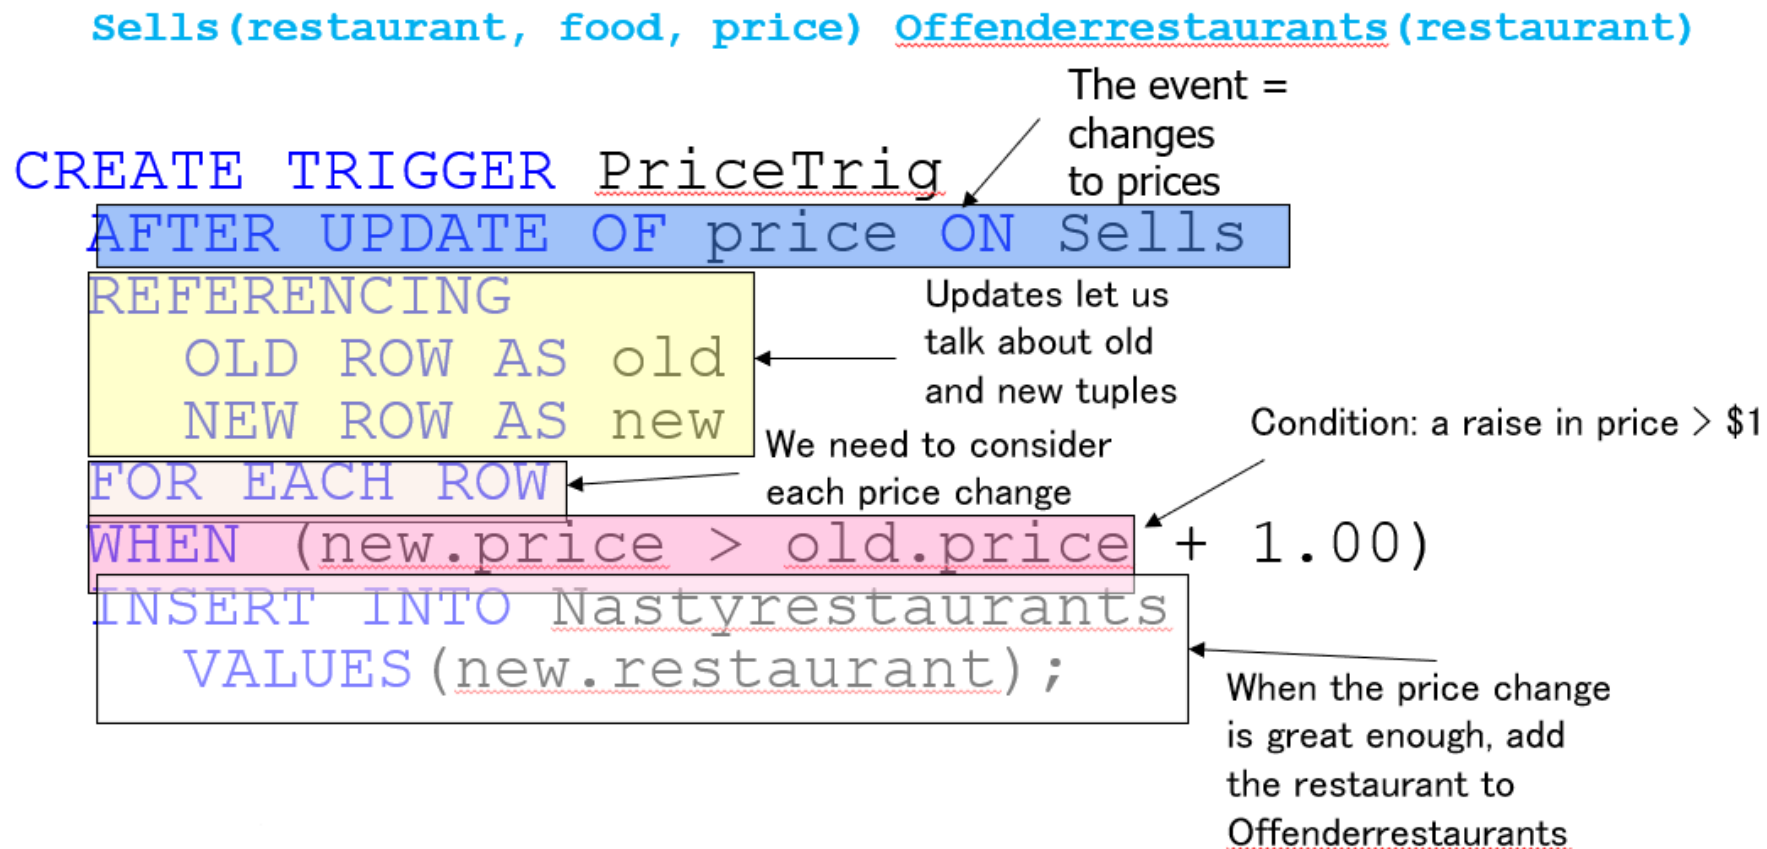 Sells(restaurant, food, price) Offenderrestaurants(restaurant)
The event =
changes
to prices
CREATE TRIGGER PriceTrig
AFTER UPDATE OF price ON Sells
REFERENCING
OLD ROW AS old
NEW ROW AS new
Updates let us
talk about old
and new tuples
FOR EACH ROW
We need to consider
each price change
Condition: a raise in price > $1
WHEN (new.price > old.price + 1.00)
INSERT INTO Nastyrestaurants
VALUES(new.restaurant);
When the price change
is great enough, add
the restaurant to
Offenderrestaurants